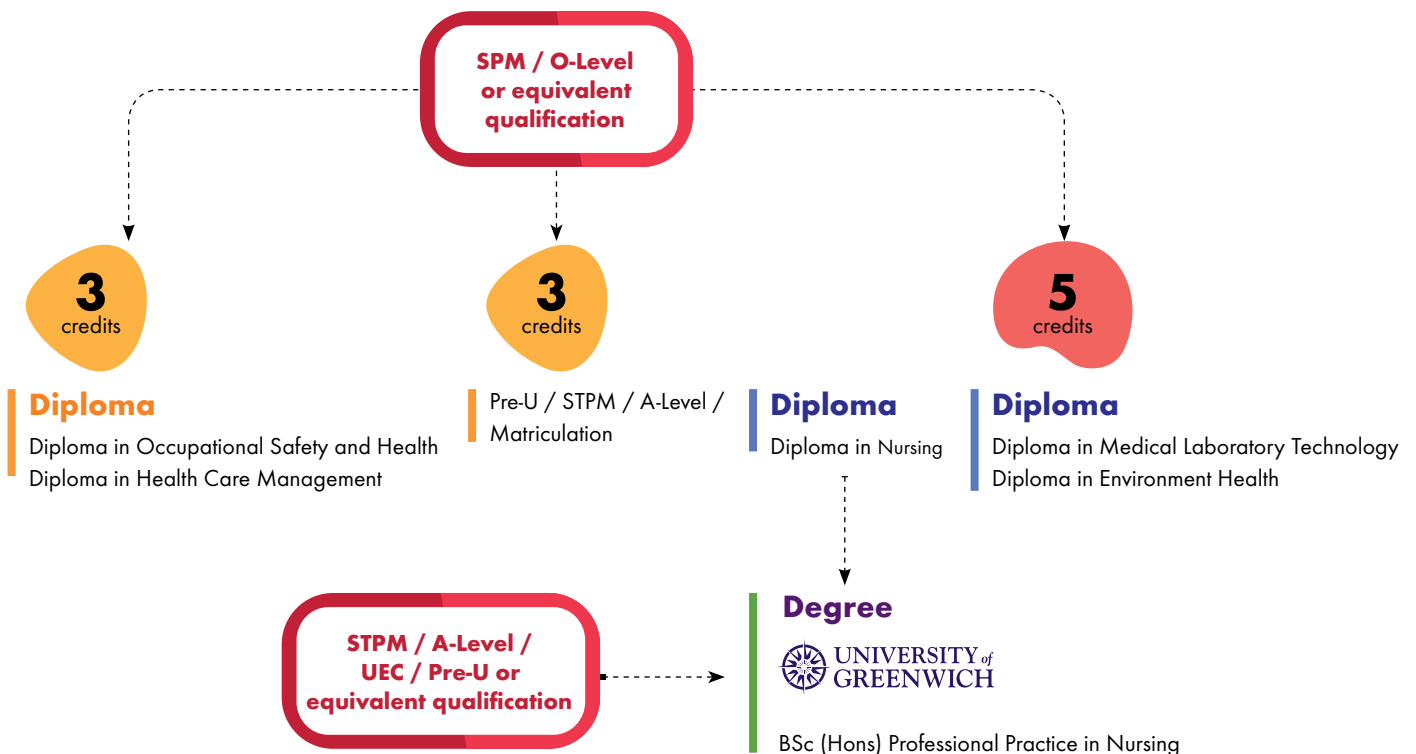 SPM / O-Level
or equivalent
qualification
3
credits
3
credits
5
credits
Diploma
Diploma in Occupational Safety and Health
Diploma in Health Care Management
Pre-U / STPM / A-Level /
Matriculation
Diploma
Diploma in Nursing
Diploma
Diploma in Medical Laboratory Technology
Diploma in Environment Health
STPM / A-Level /
UEC / Pre-U or
equivalent qualification
Degree
UNIVERSITY of
GREENWICH
BSc (Hons) Professional Practice in Nursing